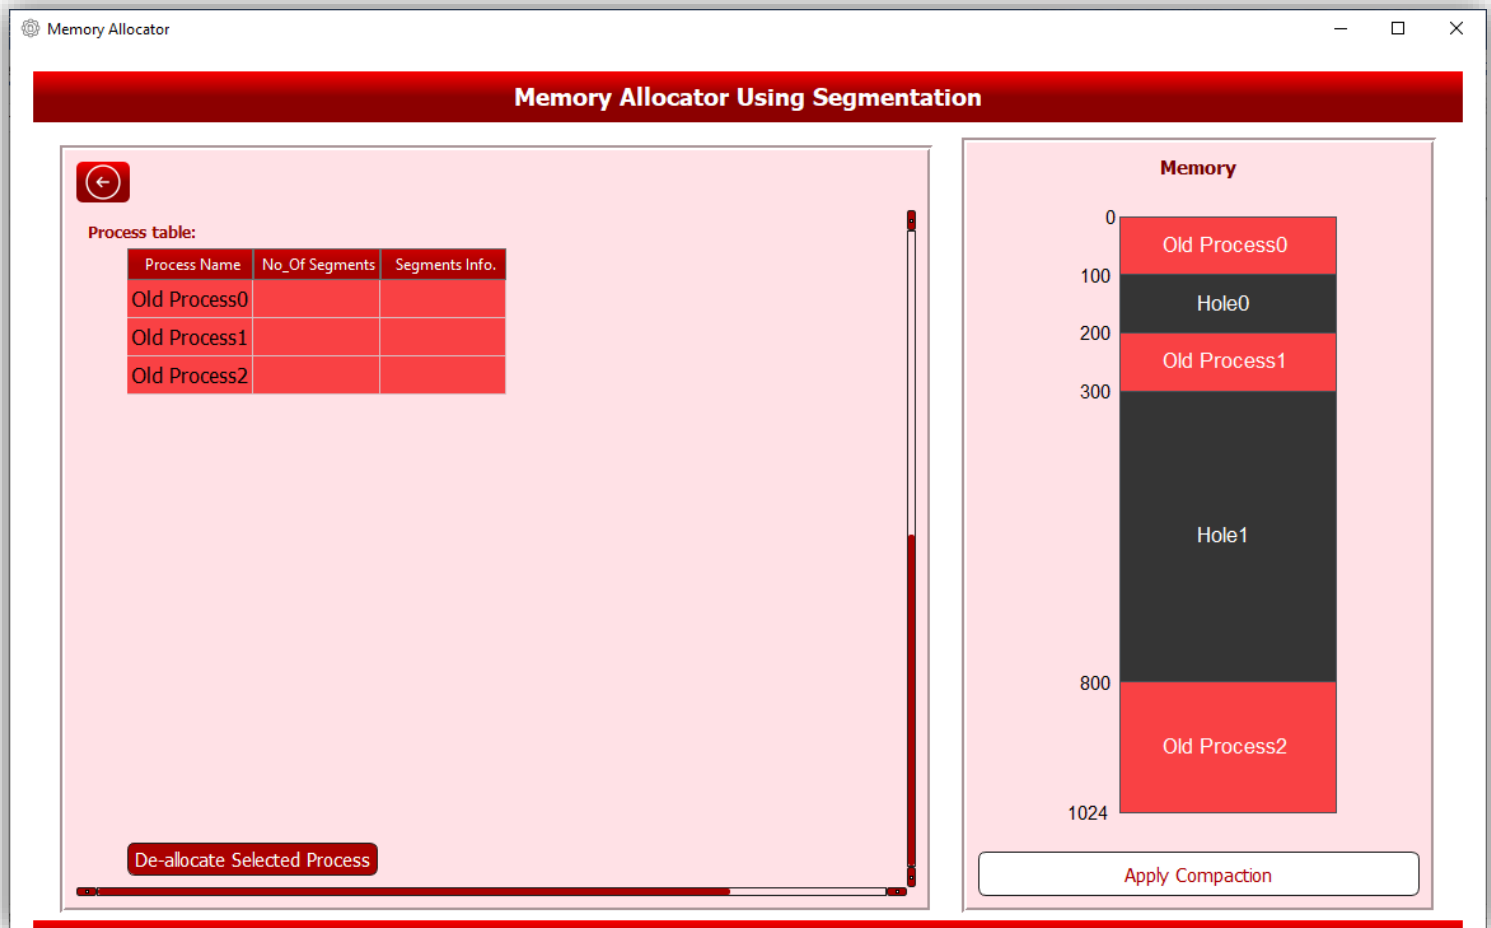 Memory Allocator
Memory Allocator Using Segmentation
Process table:
Process Name No_Of Segments Segments Info.
Old Process0
Old Process1
Old Process2
De-allocate Selected Process
Memory
0
Old Process0
100
Hole0
200
Old Process1
300
Hole1
800
Old Process2
1024
Apply Compaction